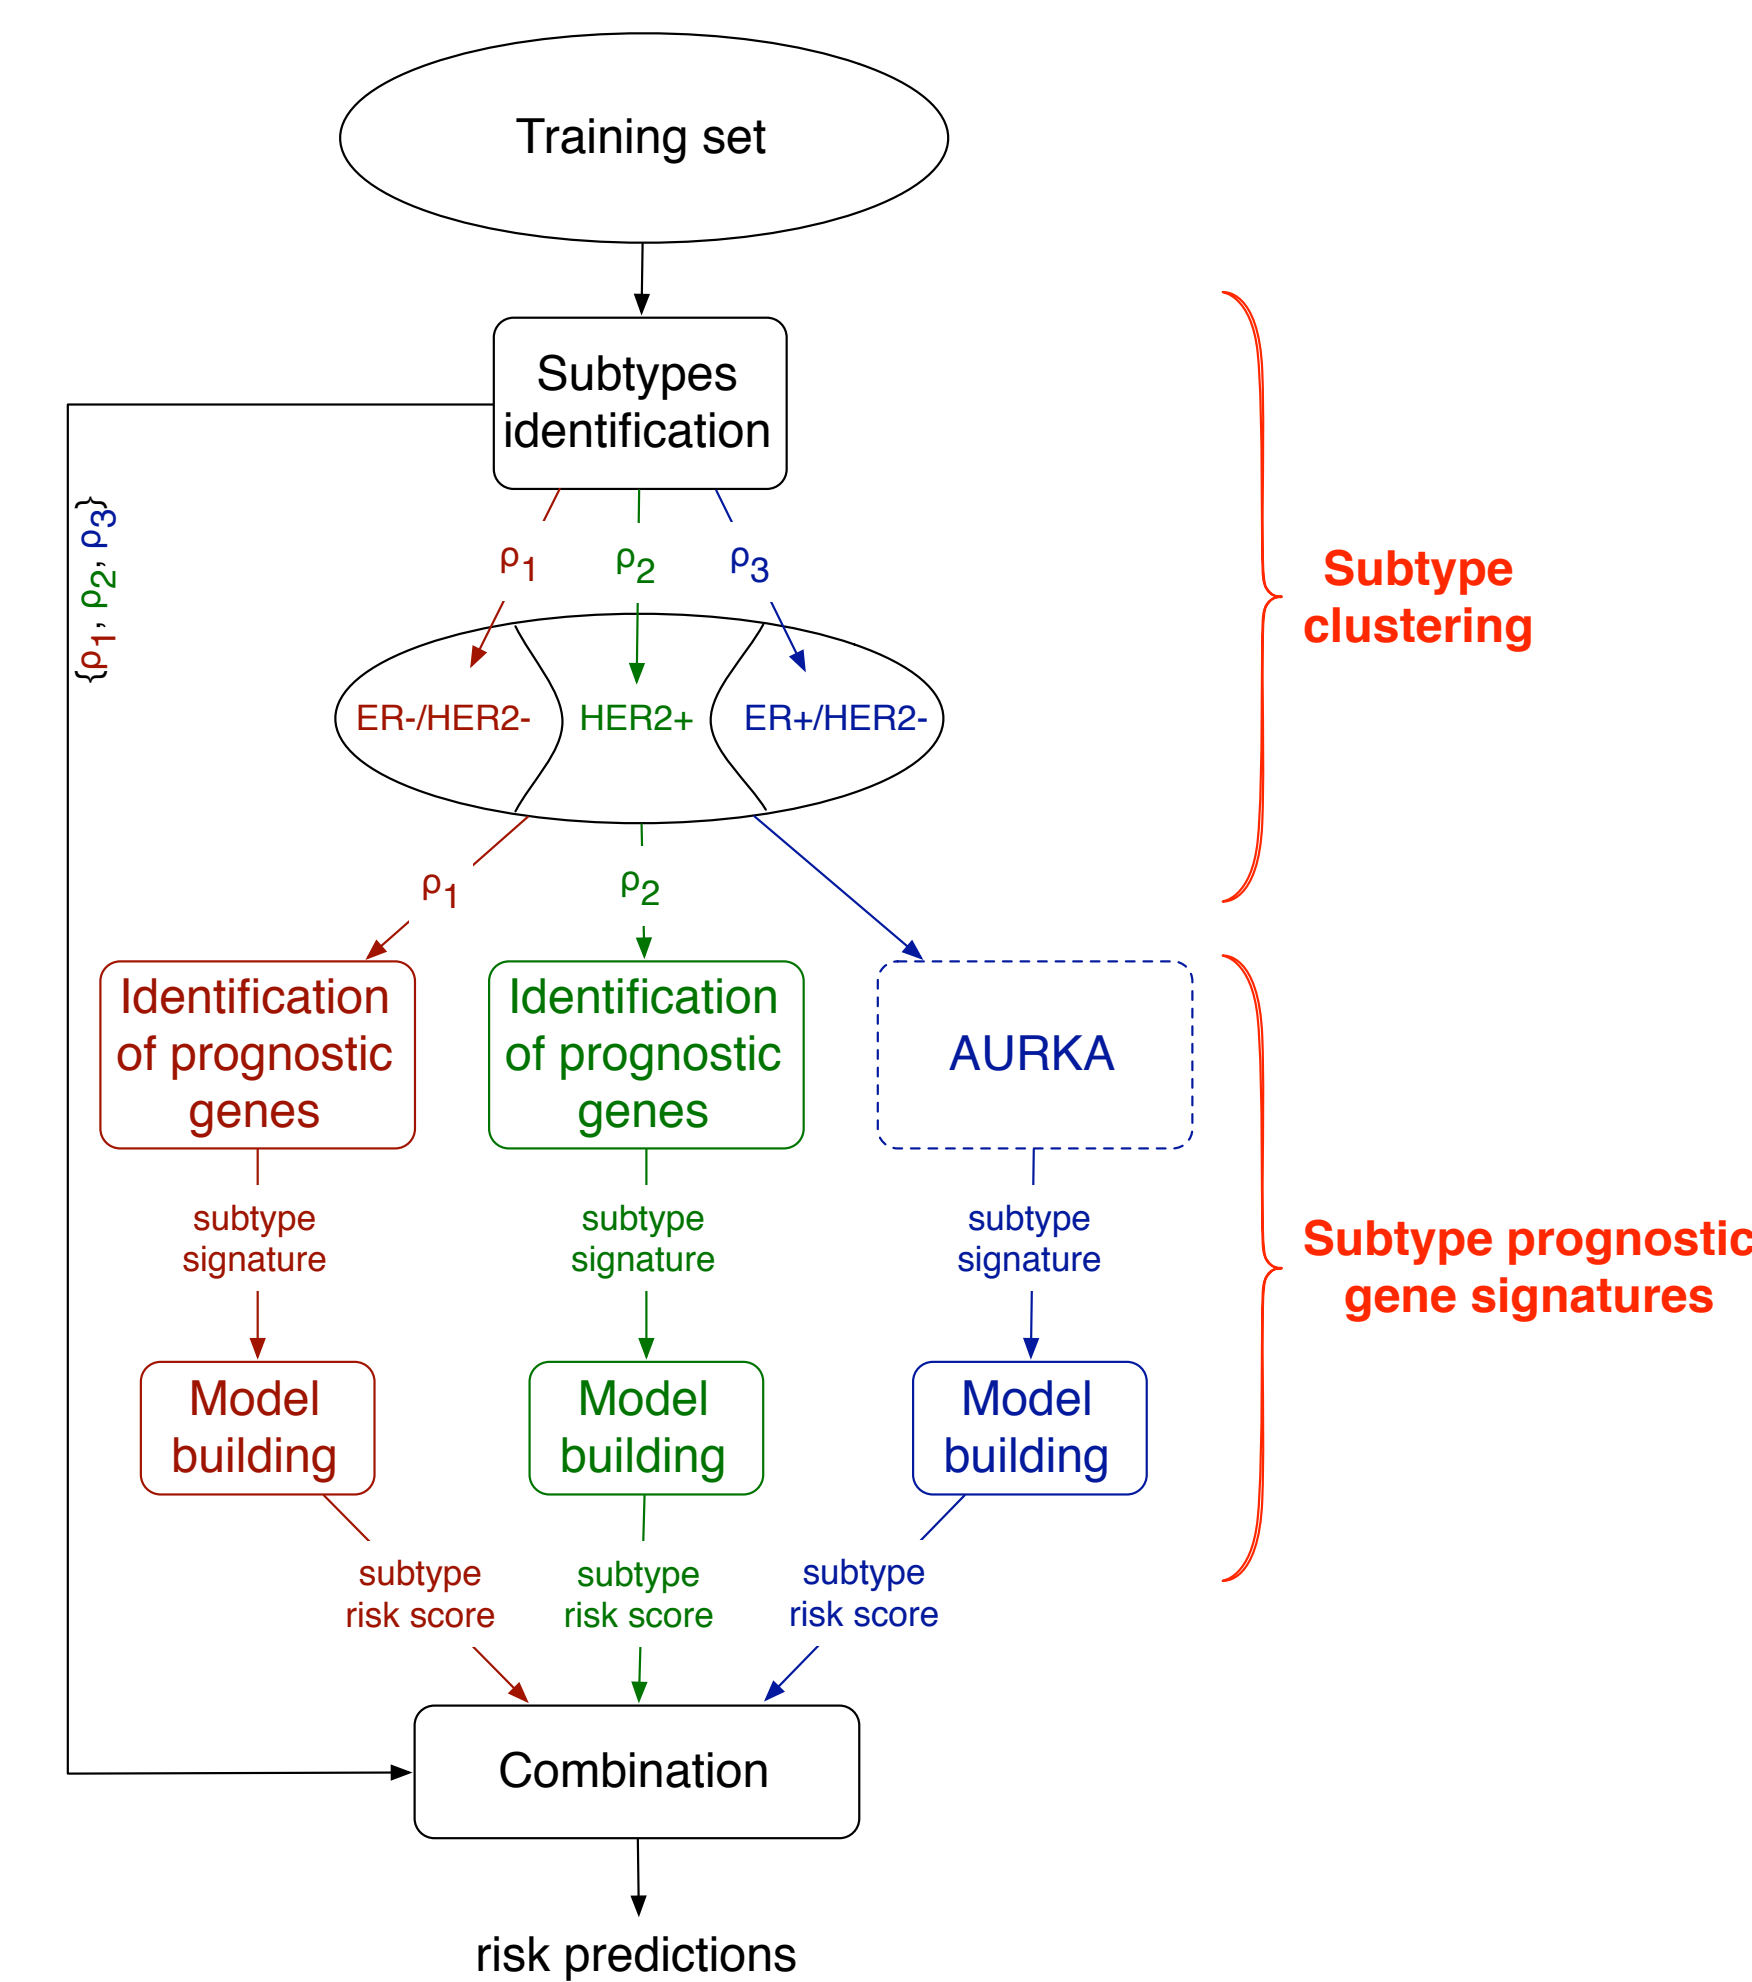 Training set
Subtypes
identification
{ρ1, ρ2, ρ3}
ρ1
ρ2
ρ3
Subtype
clustering
ER-/HER2-
HER2+
ER+/HER2-
ρ1
ρ2
Identification
of prognostic
genes
Identification
of prognostic
genes
AURKA
subtype
signature
subtype
signature
subtype
signature
Subtype prognostic
gene signatures
Model
building
Model
building
Model
building
subtype
risk score
subtype
risk score
subtype
risk score
Combination
risk predictions